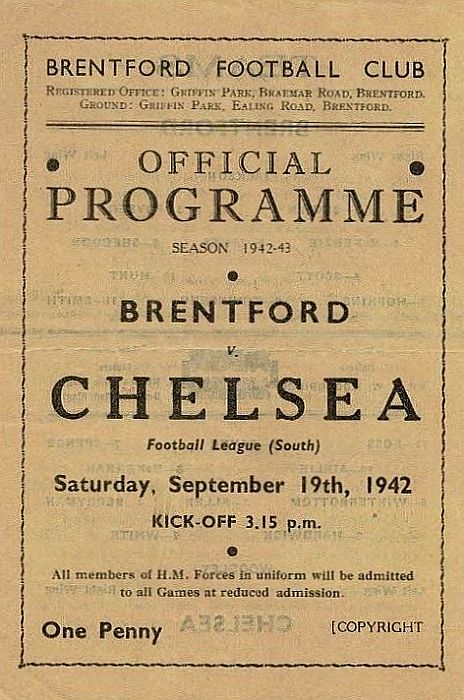 BRENTFORD FOOTBALL CLUB
REGISTERED OFFICE: GRIFFIN PARK, BRAEMAR ROAD, BRENTFORD.
GROUND: GRIFFIN PARK, EALING ROAD, BRENTFORD.
OFFICIAL
PROGRAMME
SEASON 1942-43
BRENTFORD
v.
CHELSEA
Football League (South)
Saturday, September 19th, 1942
KICK-OFF 3.15 p.m.
All members of H.M. Forces in uniform will be admitted
to all Games at reduced admission.
One Penny [COPYRIGHT